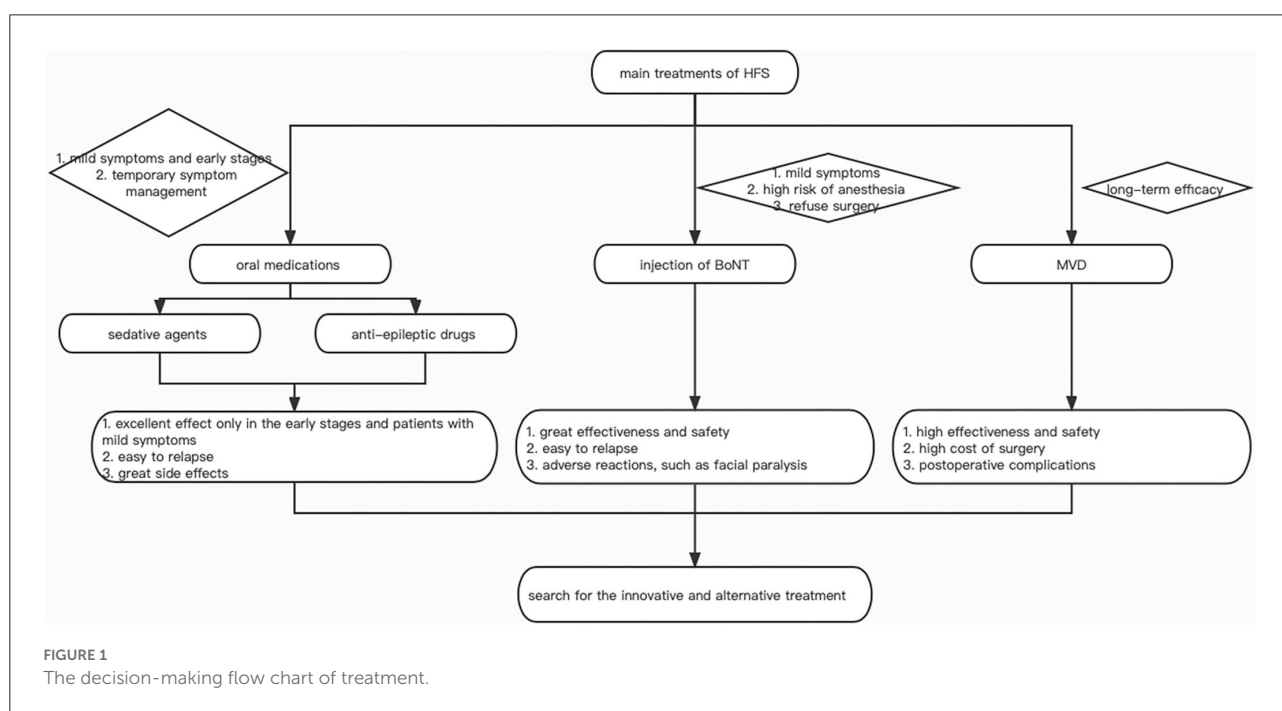 main treatments of HFS
1. mild symptoms and early stages
2. temporary symptom
management
1. mild symptoms
2. high risk of anesthesia
3. refuse surgery
long-term efficacy
oral medications
injection of BoNT
MVD
sedative agents
anti-epileptic drugs
1. excellent effect only in the early stages and patients with
mild symptoms
2. easy to relapse
3. great side effects
1. great effectiveness and safety
2. easy to relapse
3. adverse reactions, such as facial paralysis
1. high effectiveness and safety
2. high cost of surgery
3. postoperative complications
search for the innovative and alternative treatment
FIGURE 1
The decision-making flow chart of treatment.